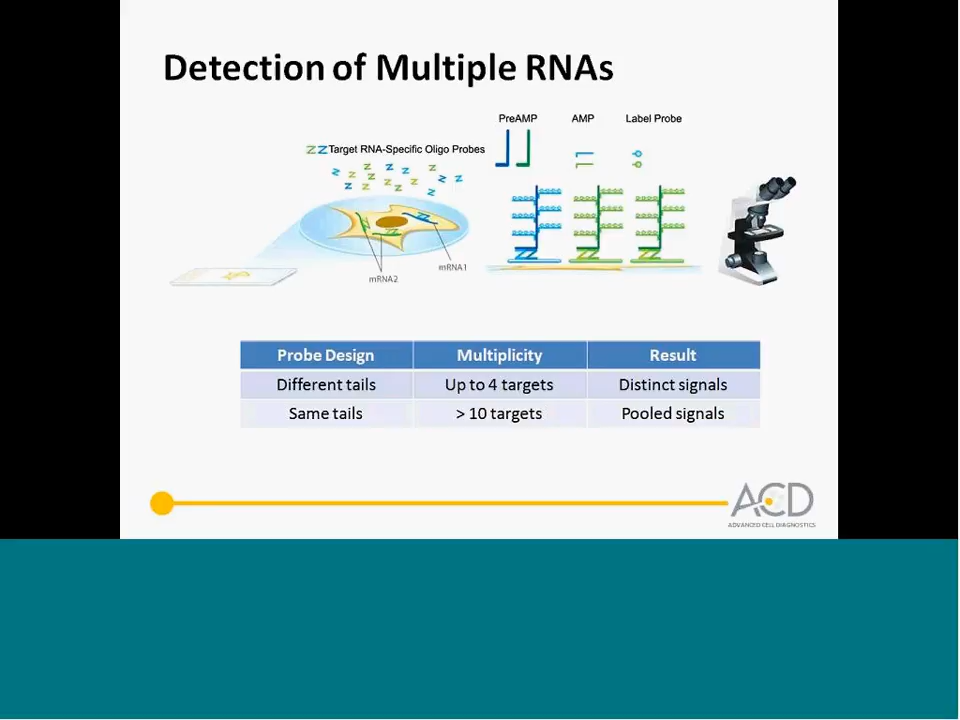 Detection of Multiple RNAs
PreAMP AMP Label Probe
ZZ Target RNA-Specific Oligo Probes
mRNA1
mRNA2
Probe Design Multiplicity Result
Different tails Up to 4 targets Distinct signals
Same tails > 10 targets Pooled signals
ACD
ADVANCED CELL DIAGNOSTICS